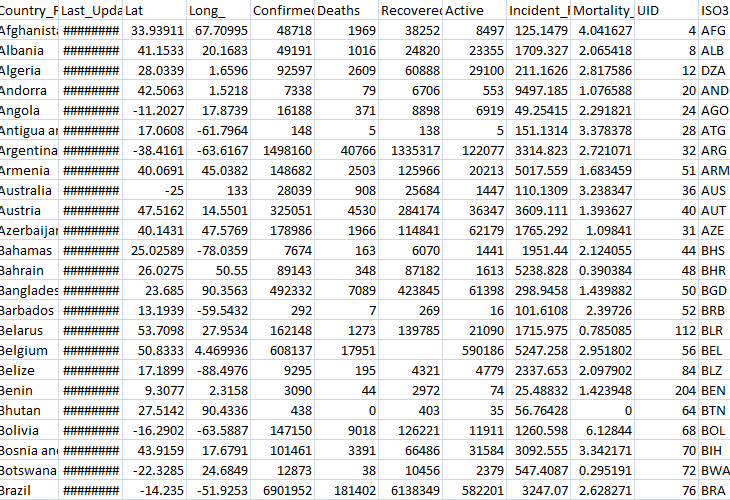 Country_F Last_Upda Lat Long_ Confirmed Deaths Recovered Active Incident_F Mortality_ UID ISO3
Afghanista ######## 33.93911 67.70995 48718 1969 38252 8497 125.1479 4.041627 4 AFG
Albania ######## 41.1533 20.1683 49191 1016 24820 23355 1709.327 2.065418 8 ALB
Algeria ######## 28.0339 1.6596 92597 2609 60888 29100 211.1626 2.817586 12 DZA
Andorra ######## 42.5063 1.5218 7338 79 6706 553 9497.185 1.076588 20 AND
Angola ######## -11.2027 17.8739 16188 371 8898 6919 49.25415 2.291821 24 AGO
Antigua an ######## 17.0608 -61.7964 148 5 138 5 151.1314 3.378378 28 ATG
Argentina ######## -38.4161 -63.6167 1498160 40766 1335317 122077 3314.823 2.721071 32 ARG
Armenia ######## 40.0691 45.0382 148682 2503 125966 20213 5017.559 1.683459 51 ARM
Australia ######## -25 133 28039 908 25684 1447 110.1309 3.238347 36 AUS
Austria ######## 47.5162 14.5501 325051 4530 284174 36347 3609.111 1.393627 40 AUT
Azerbaijan ######## 40.1431 47.5769 178986 1966 114841 62179 1765.292 1.09841 31 AZE
Bahamas ######## 25.02589 -78.0359 7674 163 6070 1441 1951.44 2.124055 44 BHS
Bahrain ######## 26.0275 50.55 89143 348 87182 1613 5238.828 0.390384 48 BHR
Banglades ######## 23.685 90.3563 492332 7089 423845 61398 298.9458 1.439882 50 BGD
Barbados ######## 13.1939 -59.5432 292 7 269 16 101.6108 2.39726 52 BRB
Belarus ######## 53.7098 27.9534 162148 1273 139785 21090 1715.975 0.785085 112 BLR
Belgium ######## 50.8333 4.469936 608137 17951 590186 5247.258 2.951802 56 BEL
Belize ######## 17.1899 -88.4976 9295 195 4321 4779 2337.653 2.097902 84 BLZ
Benin ######## 9.3077 2.3158 3090 44 2972 74 25.48832 1.423948 204 BEN
Bhutan ######## 27.5142 90.4336 438 0 403 35 56.76428 0 64 BTN
Bolivia ######## -16.2902 -63.5887 147150 9018 126221 11911 1260.598 6.12844 68 BOL
Bosnia and ######## 43.9159 17.6791 101461 3391 66486 31584 3092.555 3.342171 70 BIH
Botswana ######## -22.3285 24.6849 12873 38 10456 2379 547.4087 0.295191 72 BWA
Brazil ######## -14.235 -51.9253 6901952 181402 6138349 582201 3247.07 2.628271 76 BRA